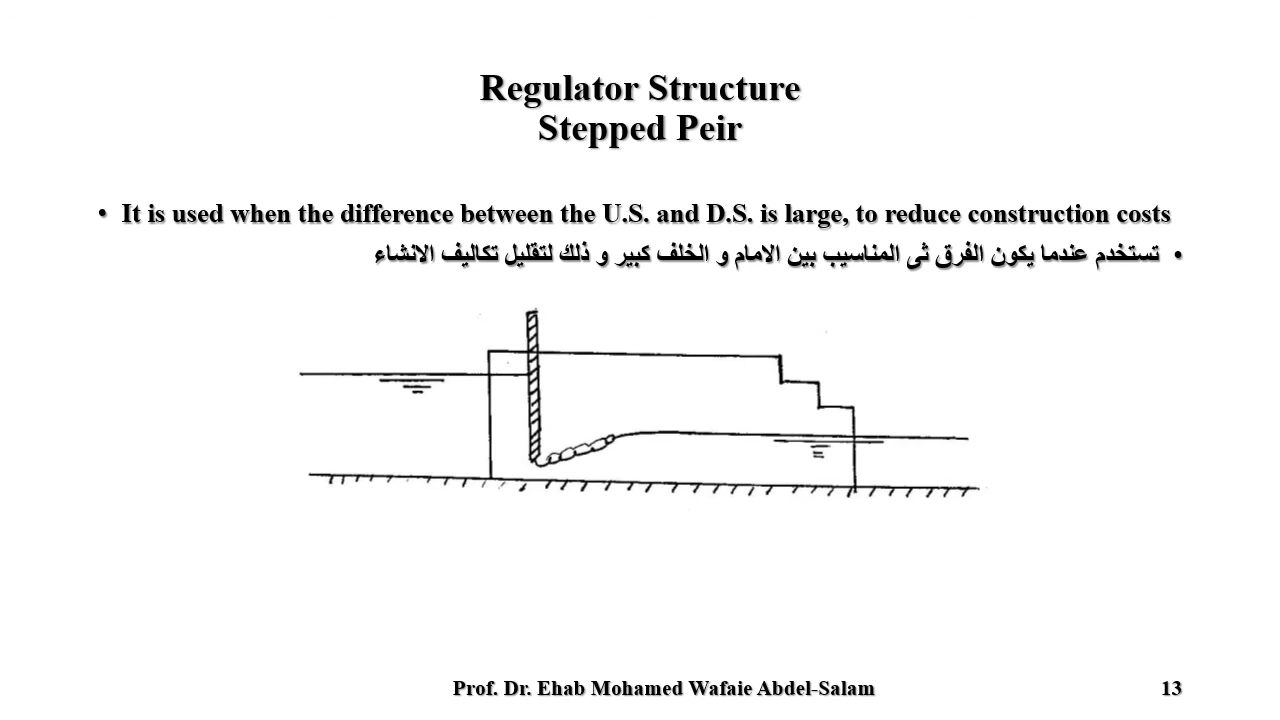 Regulator Structure
Stepped Peir
• It is used when the difference between the U.S. and D.S. is large, to reduce construction costs
• تستخدم عندما يكون الفرق ثى المناسيب بين الامام و الخلف كبير و ذلك لتقليل تكاليف الانشاء
Prof. Dr. Ehab Mohamed Wafaie Abdel-Salam
13